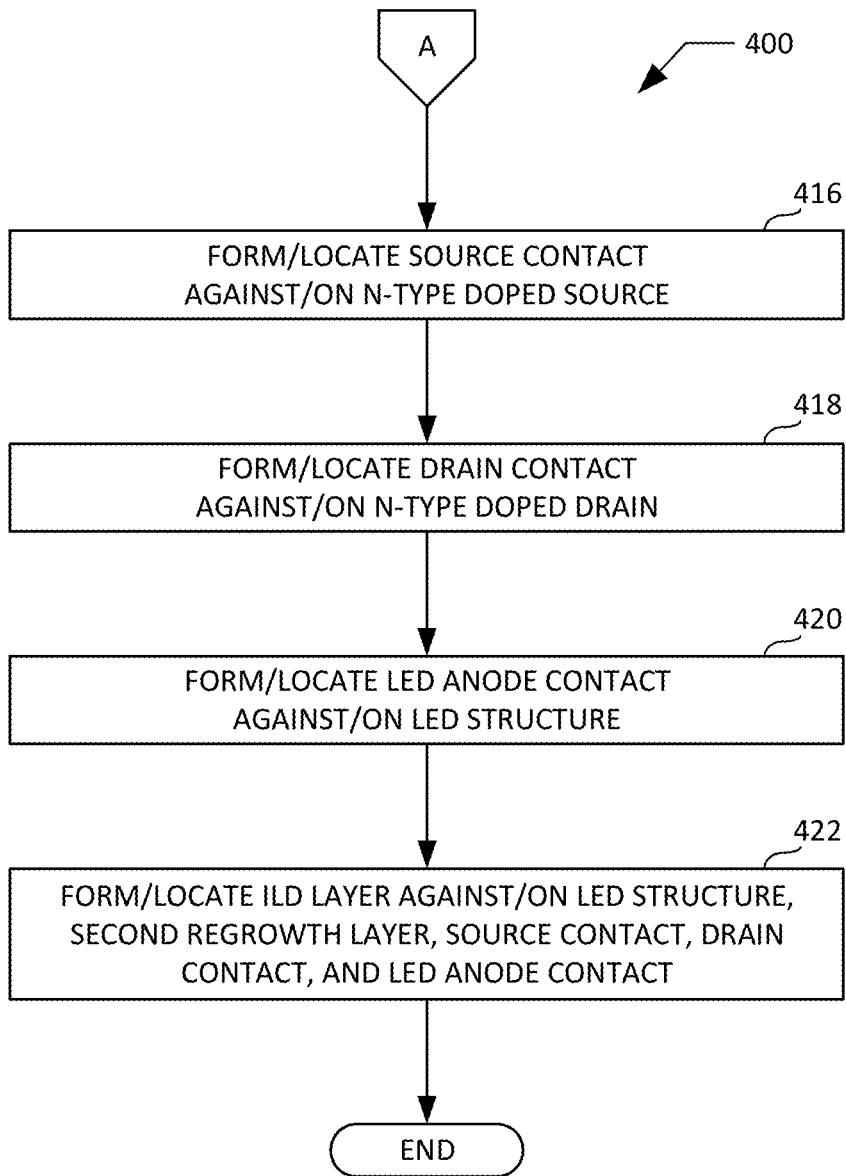 A
400
416
FORM/LOCATE SOURCE CONTACT
AGAINST/ON N-TYPE DOPED SOURCE
418
FORM/LOCATE DRAIN CONTACT
AGAINST/ON N-TYPE DOPED DRAIN
420
FORM/LOCATE LED ANODE CONTACT
AGAINST/ON LED STRUCTURE
422
FORM/LOCATE ILD LAYER AGAINST/ON LED STRUCTURE,
SECOND REGROWTH LAYER, SOURCE CONTACT, DRAIN
CONTACT, AND LED ANODE CONTACT
END